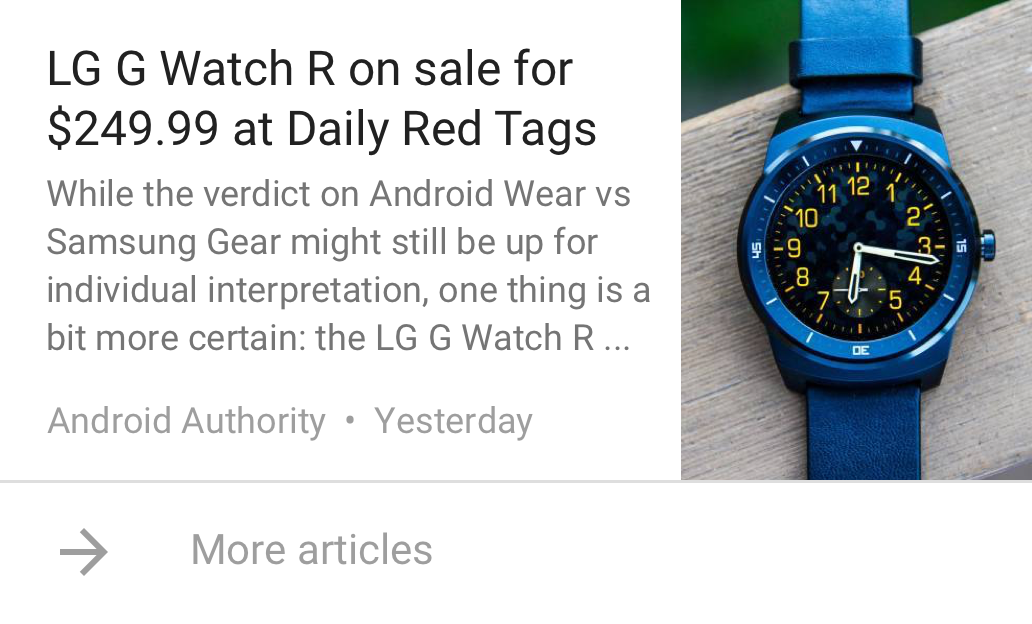 LG G Watch R on sale for
$249.99 at Daily Red Tags
While the verdict on Android Wear vs
Samsung Gear might still be up for
individual interpretation, one thing is a
bit more certain: the LG G Watch R ...
Android Authority • Yesterday
12
11 1
10 2
9 3
8 4
7 5
45
15
30
More articles